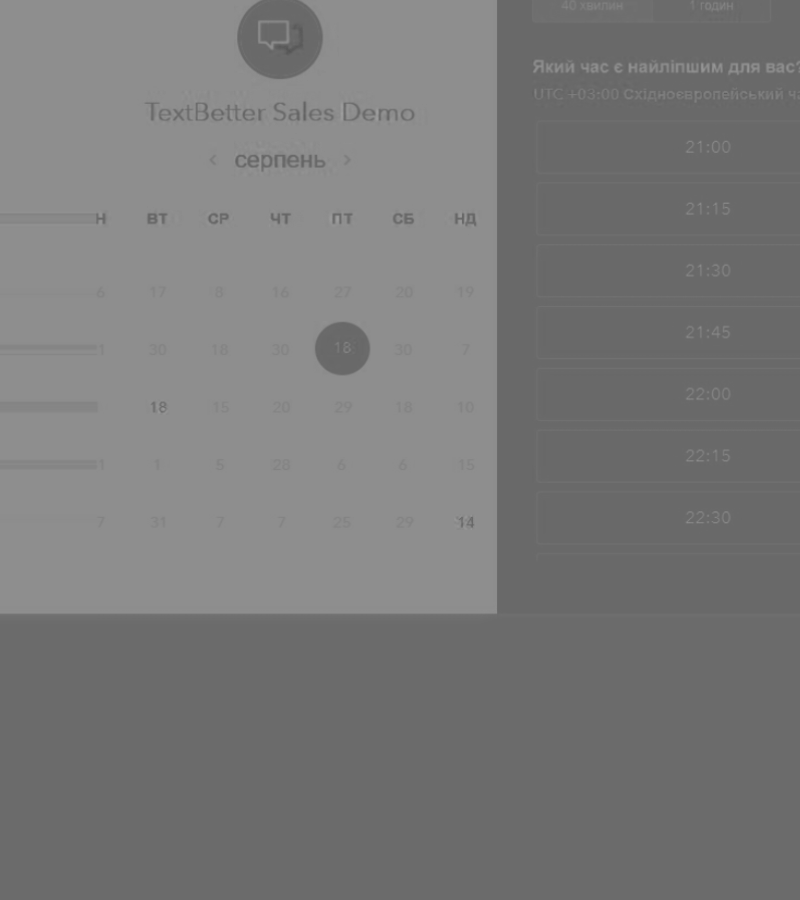 TextBetter Sales Demo
‹ серпень ›
Н ВТ СР ЧТ ПТ СБ НД
6 17 8 16 27 20 19
1 30 18 30 18 30 7
18 15 20 29 18 10
1 1 5 28 6 6 15
7 31 7 7 25 29 14
40 хвилин 1 годин
Який час є найліпшим для вас?
UTC +03:00 Східноєвропейський ча
21:00
21:15
21:30
21:45
22:00
22:15
22:30